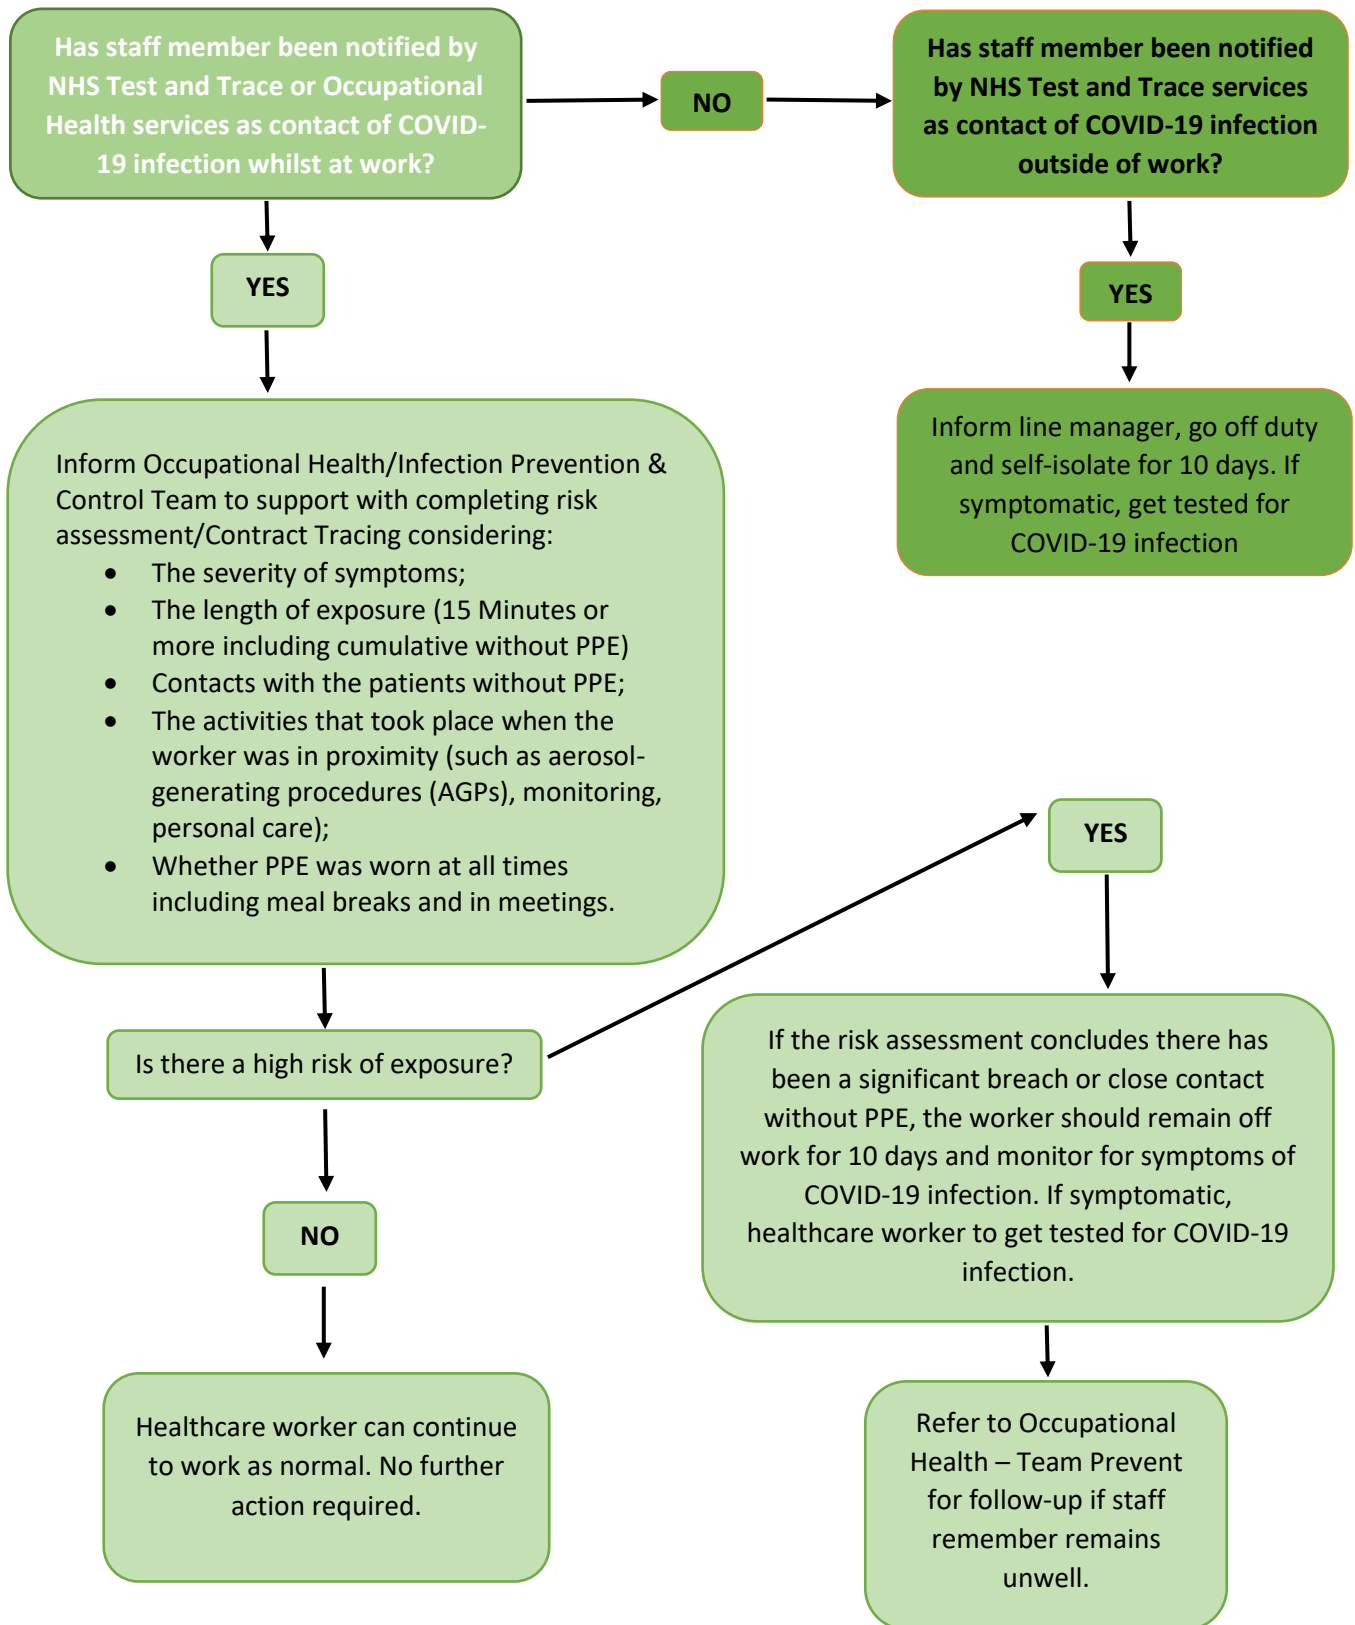 Has staff member been notified by
NHS Test and Trace or Occupational
Health services as contact of COVID-
19 infection whilst at work?
NO
Has staff member been notified
by NHS Test and Trace services
as contact of COVID-19 infection
outside of work?
YES
YES
Inform line manager, go off duty
and self-isolate for 10 days. If
symptomatic, get tested for
COVID-19 infection
Inform Occupational Health/Infection Prevention &
Control Team to support with completing risk
assessment/Contract Tracing considering:
• The severity of symptoms;
• The length of exposure (15 Minutes or
more including cumulative without PPE)
• Contacts with the patients without PPE;
• The activities that took place when the
worker was in proximity (such as aerosol-
generating procedures (AGPs), monitoring,
personal care);
• Whether PPE was worn at all times
including meal breaks and in meetings.
Is there a high risk of exposure?
YES
If the risk assessment concludes there has
been a significant breach or close contact
without PPE, the worker should remain off
work for 10 days and monitor for symptoms of
COVID-19 infection. If symptomatic,
healthcare worker to get tested for COVID-19
infection.
NO
Healthcare worker can continue
to work as normal. No further
action required.
Refer to Occupational
Health – Team Prevent
for follow-up if staff
remember remains
unwell.